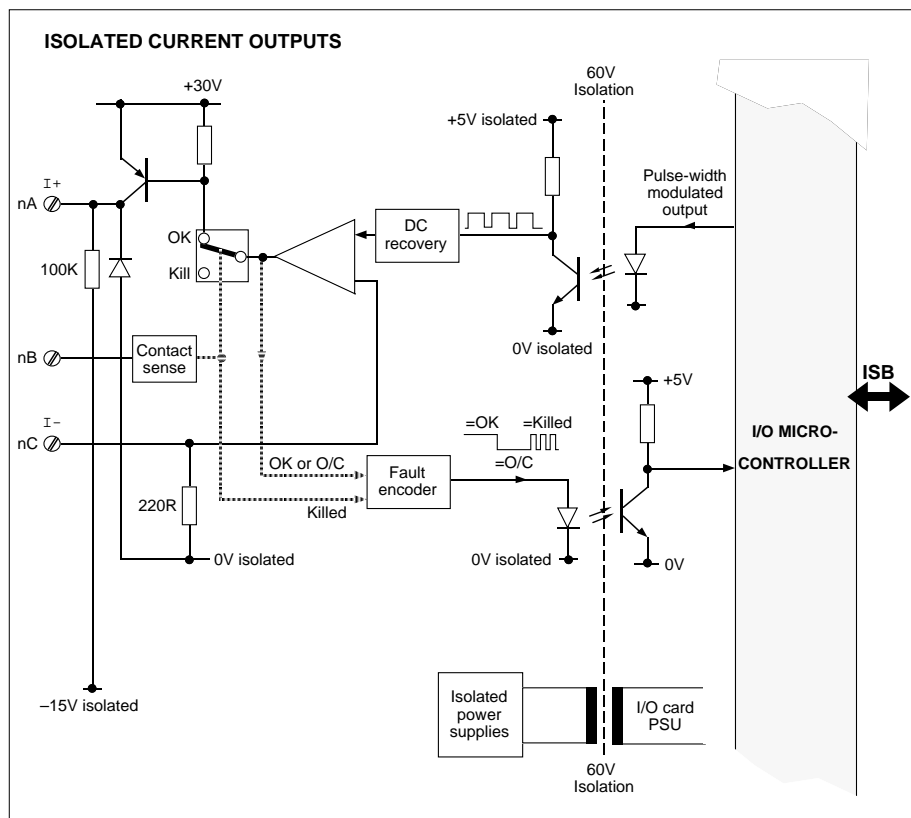 ISOLATED CURRENT OUTPUTS
+30V
60V
Isolation
+5V isolated
I+
nA
Pulse-width
modulated
output
OK
DC
recovery
100K
Kill
nB
Contact
sense
0V isolated
+5V
ISB
I-
nC
=OK
=Killed
=O/C
I/O MICRO-
CONTROLLER
OK or O/C
Fault
encoder
220R
Killed
0V isolated
0V isolated
0V
–15V isolated
Isolated
power
supplies
I/O card
PSU
60V
Isolation